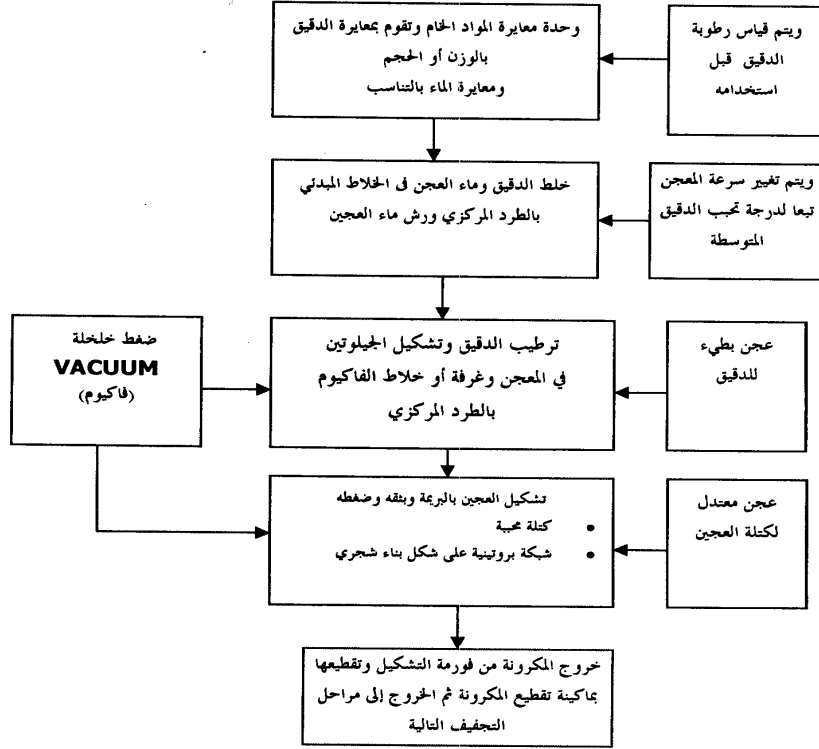 وحدة معايرة المواد الخام وتقوم بمعايرة الدقيق
بالوزن أو الحجم
ومعايرة الماء بالتناسب
ويتم قياس رطوبة
الدقيق قبل
استخدامه
خلط الدقيق وماء العجن فى الخلاط المبدئي
بالطرد المركزي ورش ماء العجين
ويتم تغيير سرعة المعجن
تبعا لدرجة تحبب الدقيق
المتوسطة
ترطيب الدقيق وتشكيل الجيلوتين
في المعجن وغرفة أو خلاط الفاكيوم
بالطرد المركزي
عجن بطيء
للدقيق
ضغط خلخلة
VACUUM
(فاكيوم)
تشكيل العجين بالبريمة وبثقه وضغطه
• كتلة محببة
• شبكة بروتينية على شكل بناء شجري
عجن معتدل
لكتلة العجين
خروج المكرونة من فورمة التشكيل وتقطيعها
بماكينة تقطيع المكرونة ثم الخروج إلى مراحل
التجفيف التالية